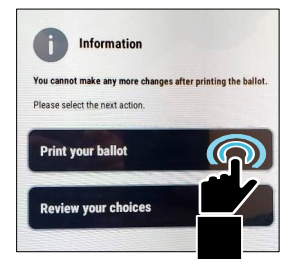 i
Information
You cannot make any more changes after printing the ballot.
Please select the next action.
Print your ballot
Review your choices